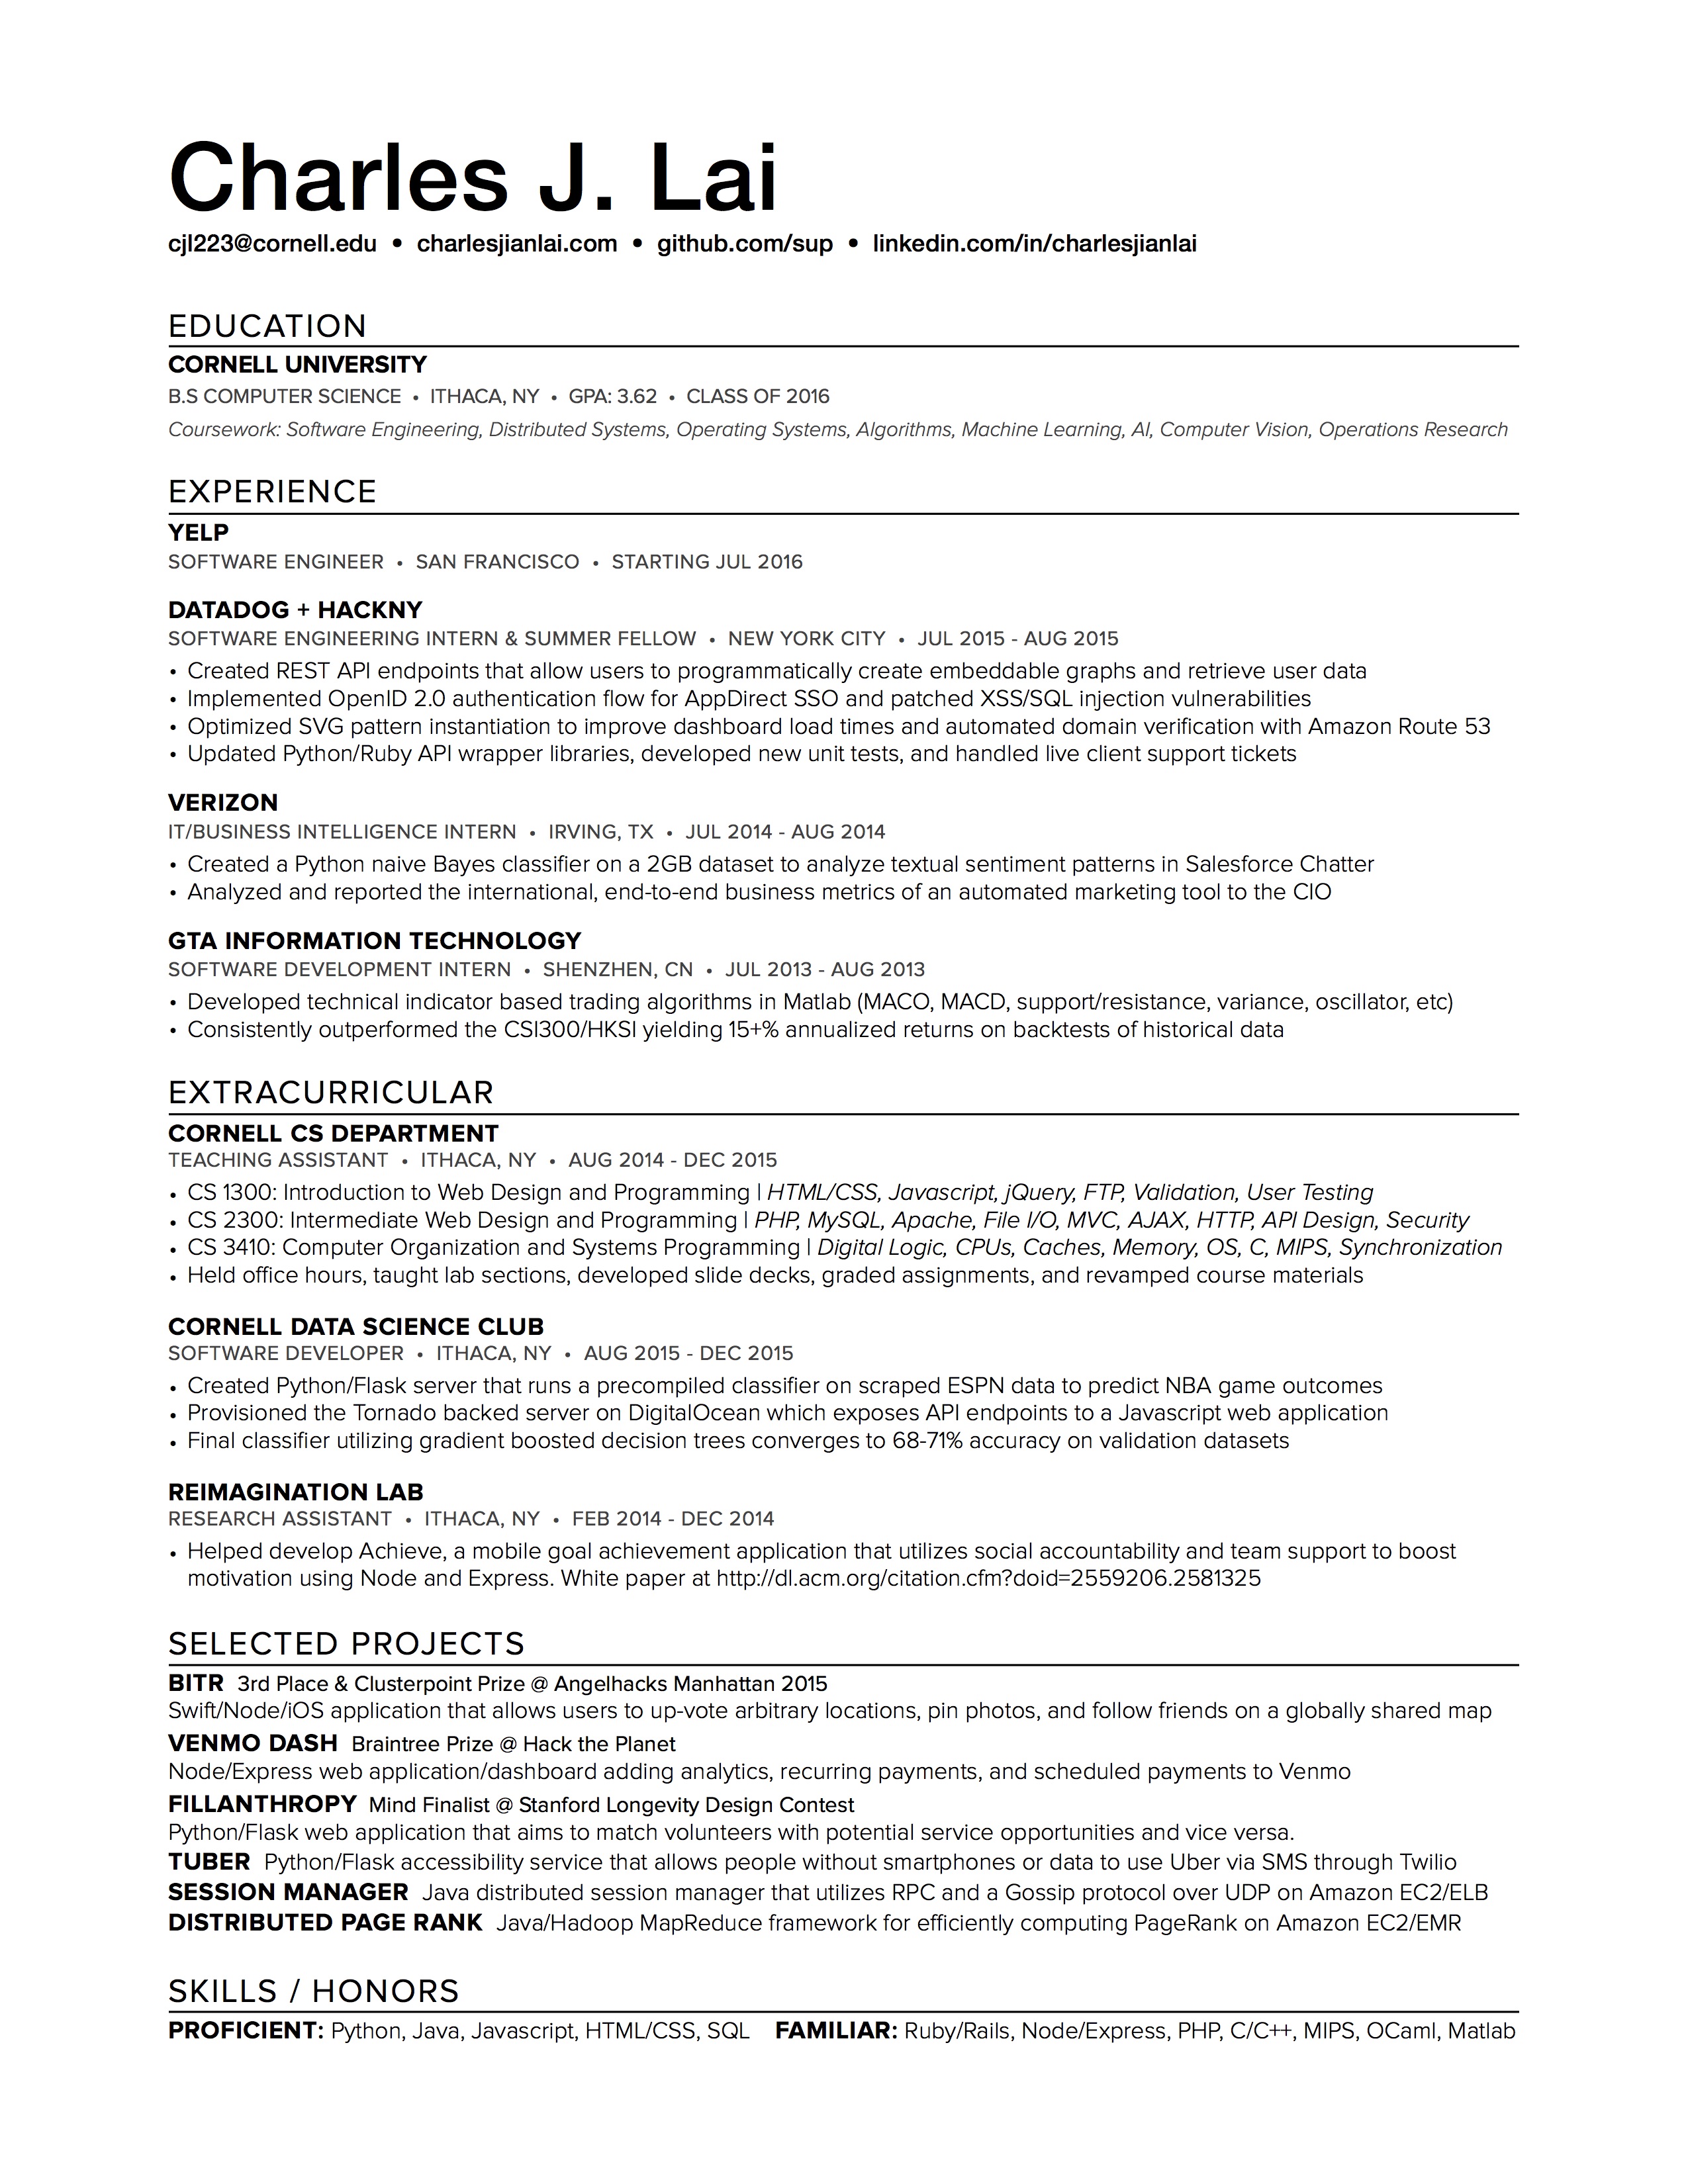 Charles J. Lai
cjl223@cornell.edu • charlesjianlai.com • github.com/sup • linkedin.com/in/charlesjianlai
EDUCATION
CORNELL UNIVERSITY
B.S COMPUTER SCIENCE • ITHACA, NY • GPA: 3.62 • CLASS OF 2016
Coursework: Software Engineering, Distributed Systems, Operating Systems, Algorithms, Machine Learning, AI, Computer Vision, Operations Research
EXPERIENCE
YELP
SOFTWARE ENGINEER • SAN FRANCISCO • STARTING JUL 2016
DATADOG + HACKNY
SOFTWARE ENGINEERING INTERN & SUMMER FELLOW • NEW YORK CITY • JUL 2015 - AUG 2015
• Created REST API endpoints that allow users to programmatically create embeddable graphs and retrieve user data
• Implemented OpenID 2.0 authentication flow for AppDirect SSO and patched XSS/SQL injection vulnerabilities
• Optimized SVG pattern instantiation to improve dashboard load times and automated domain verification with Amazon Route 53
• Updated Python/Ruby API wrapper libraries, developed new unit tests, and handled live client support tickets
VERIZON
IT/BUSINESS INTELLIGENCE INTERN • IRVING, TX • JUL 2014 - AUG 2014
• Created a Python naive Bayes classifier on a 2GB dataset to analyze textual sentiment patterns in Salesforce Chatter
• Analyzed and reported the international, end-to-end business metrics of an automated marketing tool to the CIO
GTA INFORMATION TECHNOLOGY
SOFTWARE DEVELOPMENT INTERN • SHENZHEN, CN • JUL 2013 - AUG 2013
• Developed technical indicator based trading algorithms in Matlab (MACO, MACD, support/resistance, variance, oscillator, etc)
• Consistently outperformed the CSI300/HKSI yielding 15+% annualized returns on backtests of historical data
EXTRACURRICULAR
CORNELL CS DEPARTMENT
TEACHING ASSISTANT • ITHACA, NY • AUG 2014 - DEC 2015
• CS 1300: Introduction to Web Design and Programming | HTML/CSS, Javascript, jQuery, FTP, Validation, User Testing
• CS 2300: Intermediate Web Design and Programming | PHP, MySQL, Apache, File I/O, MVC, AJAX, HTTP, API Design, Security
• CS 3410: Computer Organization and Systems Programming | Digital Logic, CPUs, Caches, Memory, OS, C, MIPS, Synchronization
• Held office hours, taught lab sections, developed slide decks, graded assignments, and revamped course materials
CORNELL DATA SCIENCE CLUB
SOFTWARE DEVELOPER • ITHACA, NY • AUG 2015 - DEC 2015
• Created Python/Flask server that runs a precompiled classifier on scraped ESPN data to predict NBA game outcomes
• Provisioned the Tornado backed server on DigitalOcean which exposes API endpoints to a Javascript web application
• Final classifier utilizing gradient boosted decision trees converges to 68-71% accuracy on validation datasets
REIMAGINATION LAB
RESEARCH ASSISTANT • ITHACA, NY • FEB 2014 - DEC 2014
• Helped develop Achieve, a mobile goal achievement application that utilizes social accountability and team support to boost
motivation using Node and Express. White paper at http://dl.acm.org/citation.cfm?doid=2559206.2581325
SELECTED PROJECTS
BITR 3rd Place & Clusterpoint Prize @ Angelhacks Manhattan 2015
Swift/Node/iOS application that allows users to up-vote arbitrary locations, pin photos, and follow friends on a globally shared map
VENMO DASH Braintree Prize @ Hack the Planet
Node/Express web application/dashboard adding analytics, recurring payments, and scheduled payments to Venmo
FILLANTHROPY Mind Finalist @ Stanford Longevity Design Contest
Python/Flask web application that aims to match volunteers with potential service opportunities and vice versa.
TUBER Python/Flask accessibility service that allows people without smartphones or data to use Uber via SMS through Twilio
SESSION MANAGER Java distributed session manager that utilizes RPC and a Gossip protocol over UDP on Amazon EC2/ELB
DISTRIBUTED PAGE RANK Java/Hadoop MapReduce framework for efficiently computing PageRank on Amazon EC2/EMR
SKILLS / HONORS
PROFICIENT: Python, Java, Javascript, HTML/CSS, SQL FAMILIAR: Ruby/Rails, Node/Express, PHP, C/C++, MIPS, OCaml, Matlab